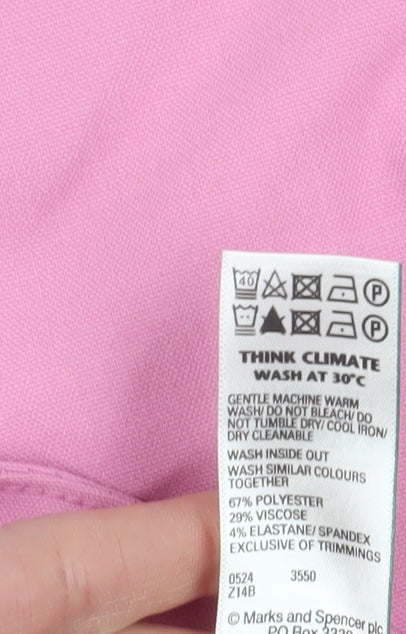 40 P
P
THINK CLIMATE
WASH AT 30°C
GENTLE MACHINE WARM
WASH/ DO NOT BLEACH/ DO
NOT TUMBLE DRY/ COOL IRON/
DRY CLEANABLE
WASH INSIDE OUT
WASH SIMILAR COLOURS
TOGETHER
67% POLYESTER
29% VISCOSE
4% ELASTANE/ SPANDEX
EXCLUSIVE OF TRIMMINGS
0524 3550
Z14B
© Marks and Spencer plc
PO Box